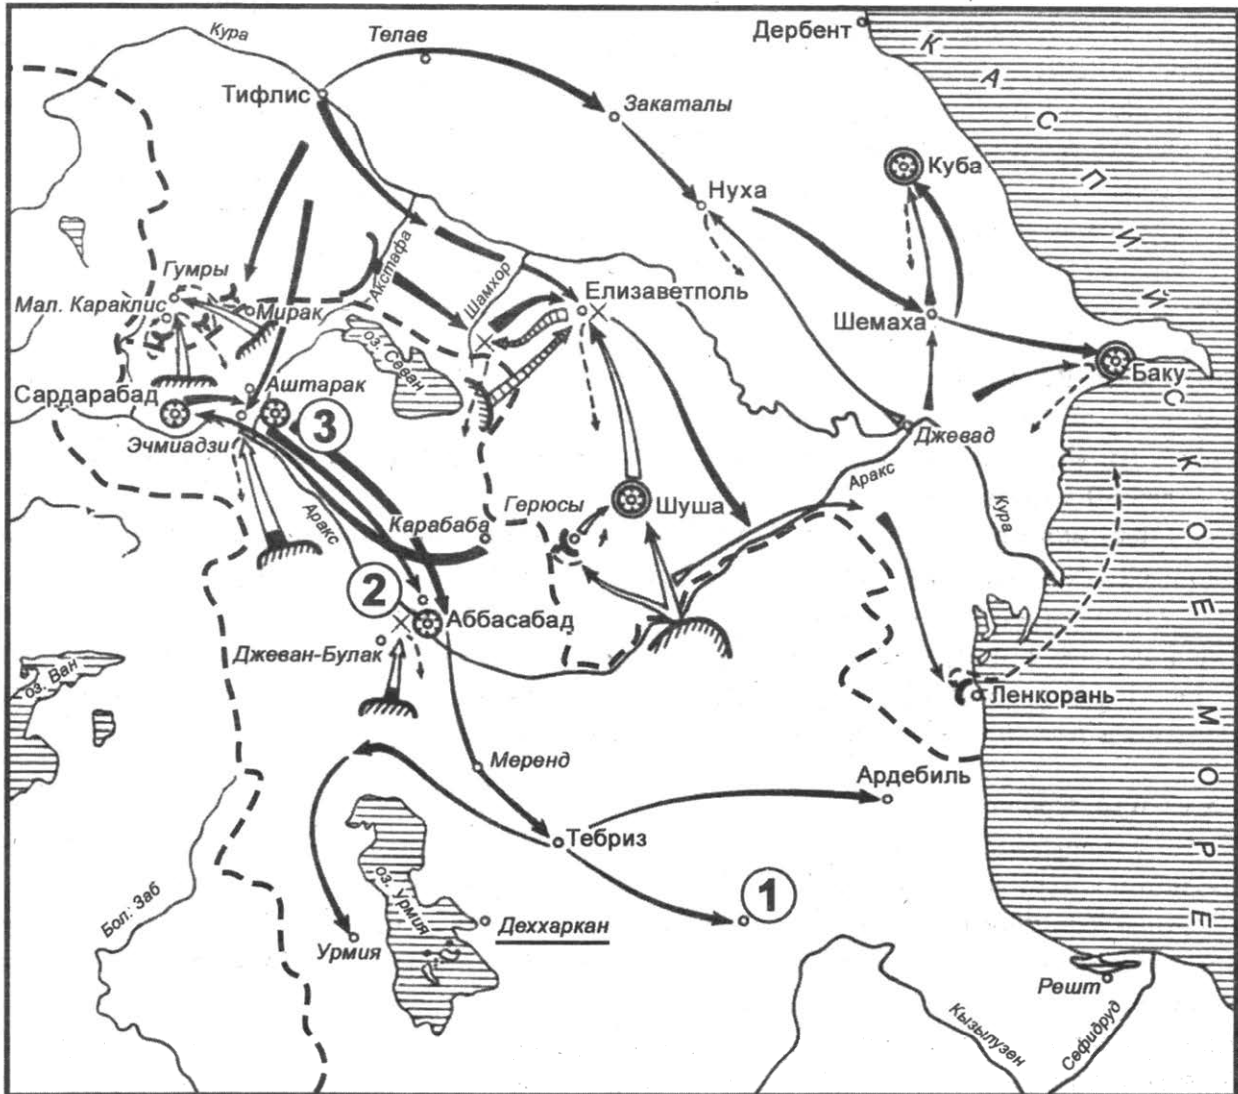 Кура
Телав
Дербент
Тифлис
Закаталы
Куба
Нуха
Акстафа
Шамхор
Гумры
Мал. Караклис
Мирак
Елизаветполь
Шемаха
оз. Севан
Баку
Аштарак
Сардарабад
3
Эчмиадзи
Джевад
Аракс
Кура
Герюсы
Шуша
Аракс
Карабаба
2
Аббасабад
Джеван-Булак
оз. Ван
Ленкорань
Меренд
Ардебиль
Тебриз
оз. Урмия
1
Бол. Заб
Деххаркан
Урмия
Решт
Кызылузен
Сефидруд
КАСПИЙСКОЕ МОРЕ